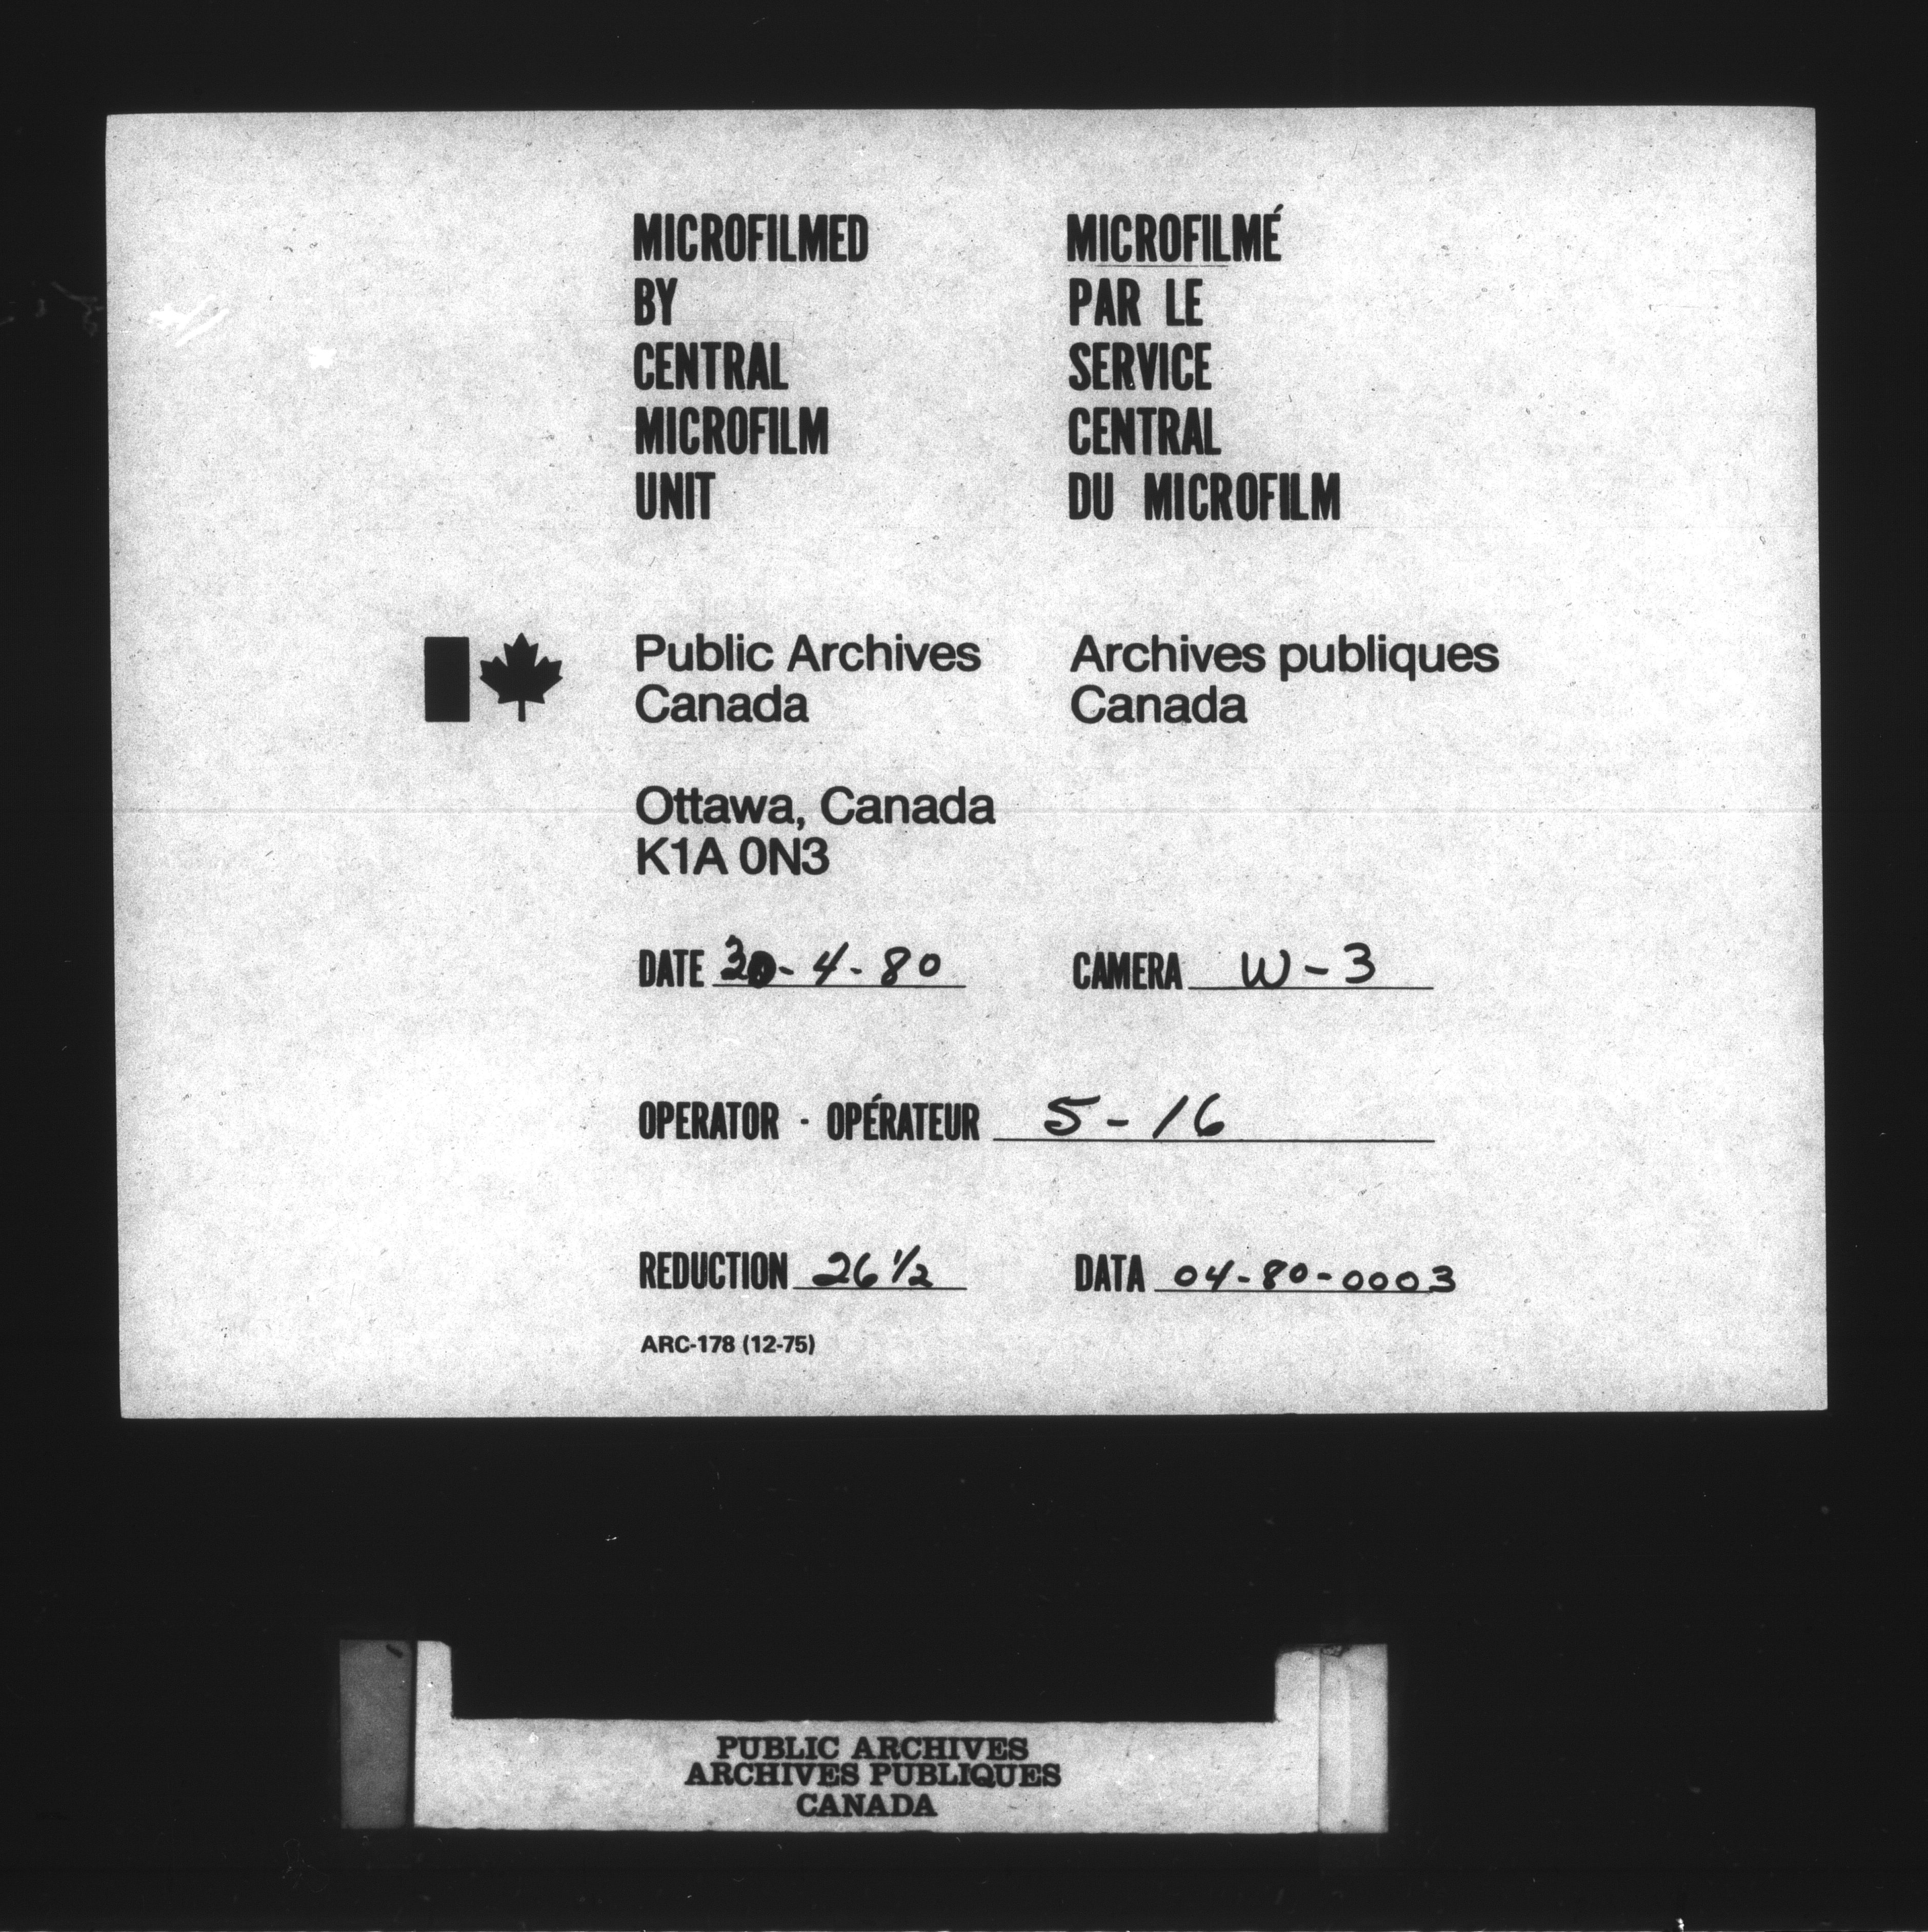 MICROFILMED
BY
CENTRAL
MICROFILM
UNIT
MICROFILMÉ
PAR LE
SERVICE
CENTRAL
DU MICROFILM
Public Archives
Canada
Archives publiques
Canada
Ottawa, Canada
K1A 0N3
DATE 30-4-80
CAMERA W-3
OPERATOR - OPÉRATEUR 5-16
REDUCTION 26 1/2
DATA 04-80-0003
ARC-178 (12-75)
PUBLIC ARCHIVES
ARCHIVES PUBLIQUES
CANADA